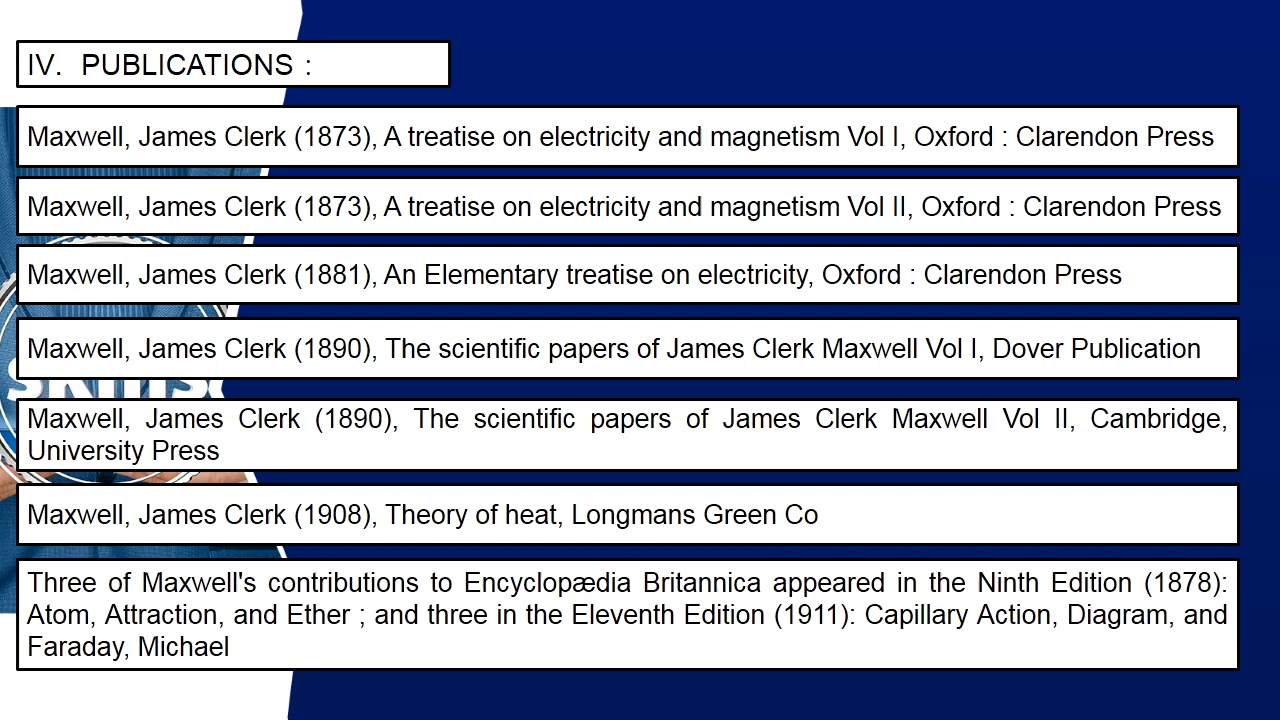 IV. PUBLICATIONS :
Maxwell, James Clerk (1873), A treatise on electricity and magnetism Vol I, Oxford : Clarendon Press
Maxwell, James Clerk (1873), A treatise on electricity and magnetism Vol II, Oxford : Clarendon Press
Maxwell, James Clerk (1881), An Elementary treatise on electricity, Oxford : Clarendon Press
Maxwell, James Clerk (1890), The scientific papers of James Clerk Maxwell Vol I, Dover Publication
Maxwell, James Clerk (1890), The scientific papers of James Clerk Maxwell Vol II, Cambridge,
University Press
Maxwell, James Clerk (1908), Theory of heat, Longmans Green Co
Three of Maxwell's contributions to Encyclopædia Britannica appeared in the Ninth Edition (1878):
Atom, Attraction, and Ether ; and three in the Eleventh Edition (1911): Capillary Action, Diagram, and
Faraday, Michael